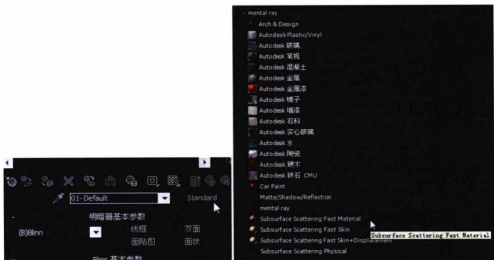 01- Default
Standard
明暗器基本参数
(B)Blinn
线框
双面
面贴图
面状
Blinn 基本参数
- mental ray
Arch & Design
Autodesk Plastic/Vinyl
Autodesk 玻璃
Autodesk 常规
Autodesk 混凝土
Autodesk 金属
Autodesk 金属漆
Autodesk 镜子
Autodesk 墙漆
Autodesk 石料
Autodesk 实心玻璃
Autodesk 水
Autodesk 陶瓷
Autodesk 硬木
Autodesk 砖石 CMU
Car Paint
Matte/Shadow/Reflection
mental ray
Subsurface Scattering Fast Material
Subsurface Scattering Fast Skin
Subsurface Scattering Fast Skin+Displacement
Subsurface Scattering Fast Material
Subsurface Scattering Physical